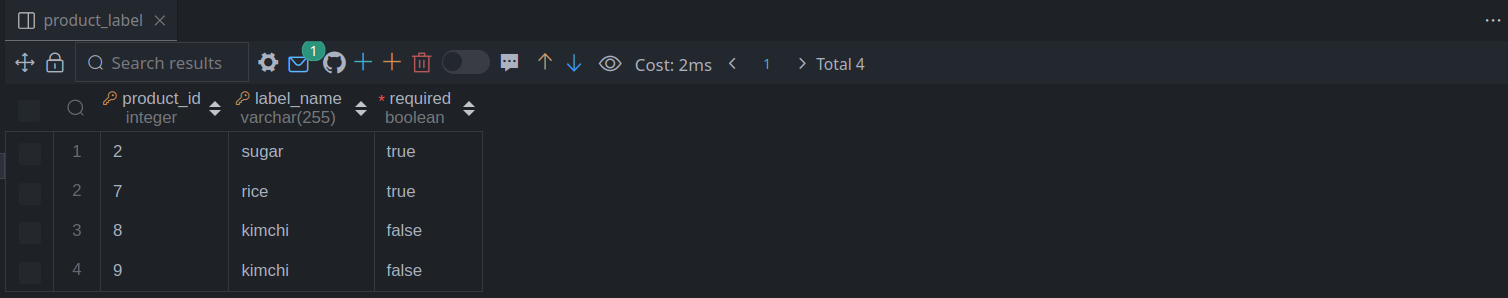 product_label
Search results 1 Cost: 2ms 1 Total 4
product_id label_name * required
integer varchar(255) boolean
1 2 sugar true
2 7 rice true
3 8 kimchi false
4 9 kimchi false